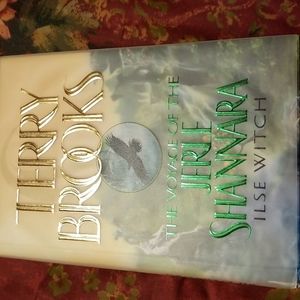 TERRY
BROOKS
THE VOYAGE OF THE
JERLE
SHANNARA
ILSE WITCH